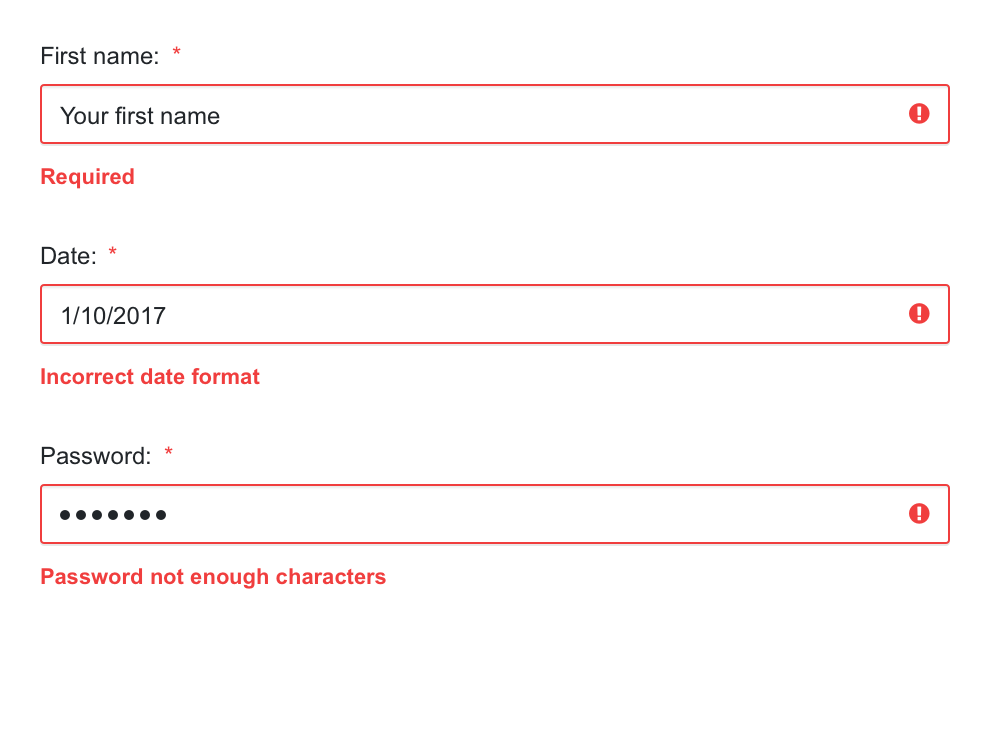 First name: *
Your first name
Required
Date: *
1/10/2017
Incorrect date format
Password: *
•••••••
Password not enough characters